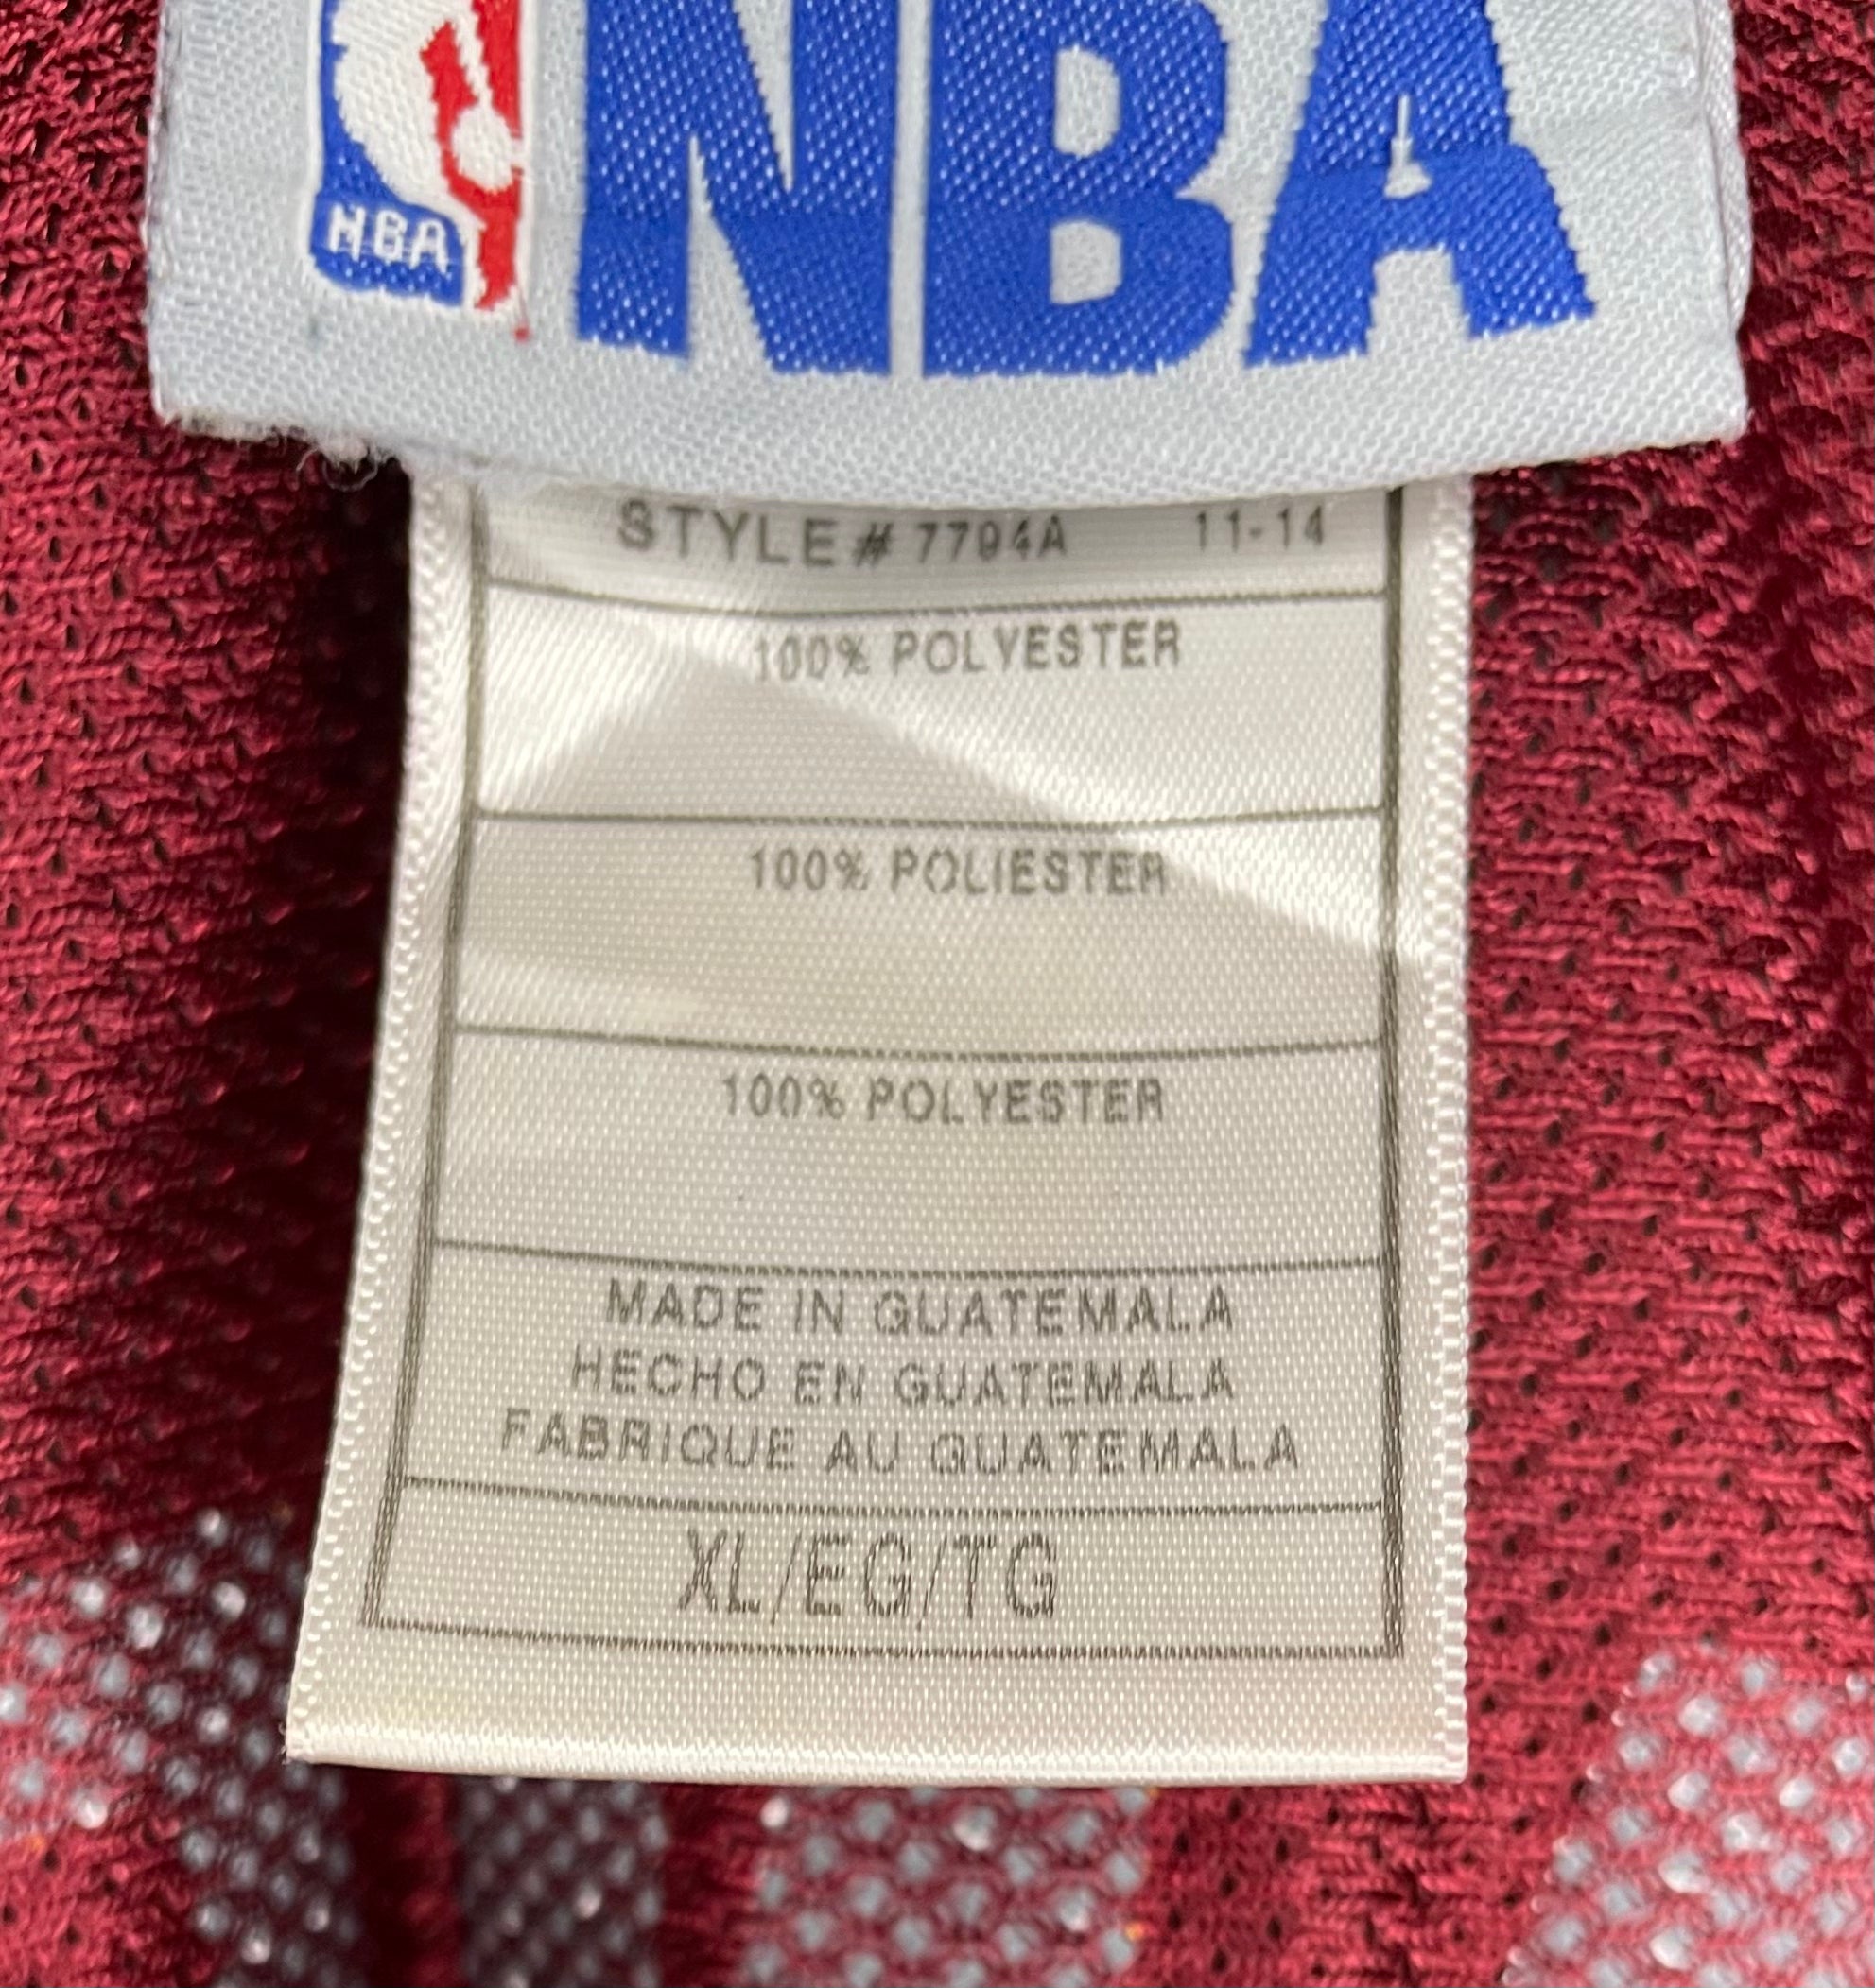 NBA NBA
STYLE # 7794A 11-14
100% POLYESTER
100% POLIESTER
100% POLYESTER
MADE IN GUATEMALA
HECHO EN GUATEMALA
FABRIQUE AU GUATEMALA
XL/EG/TG